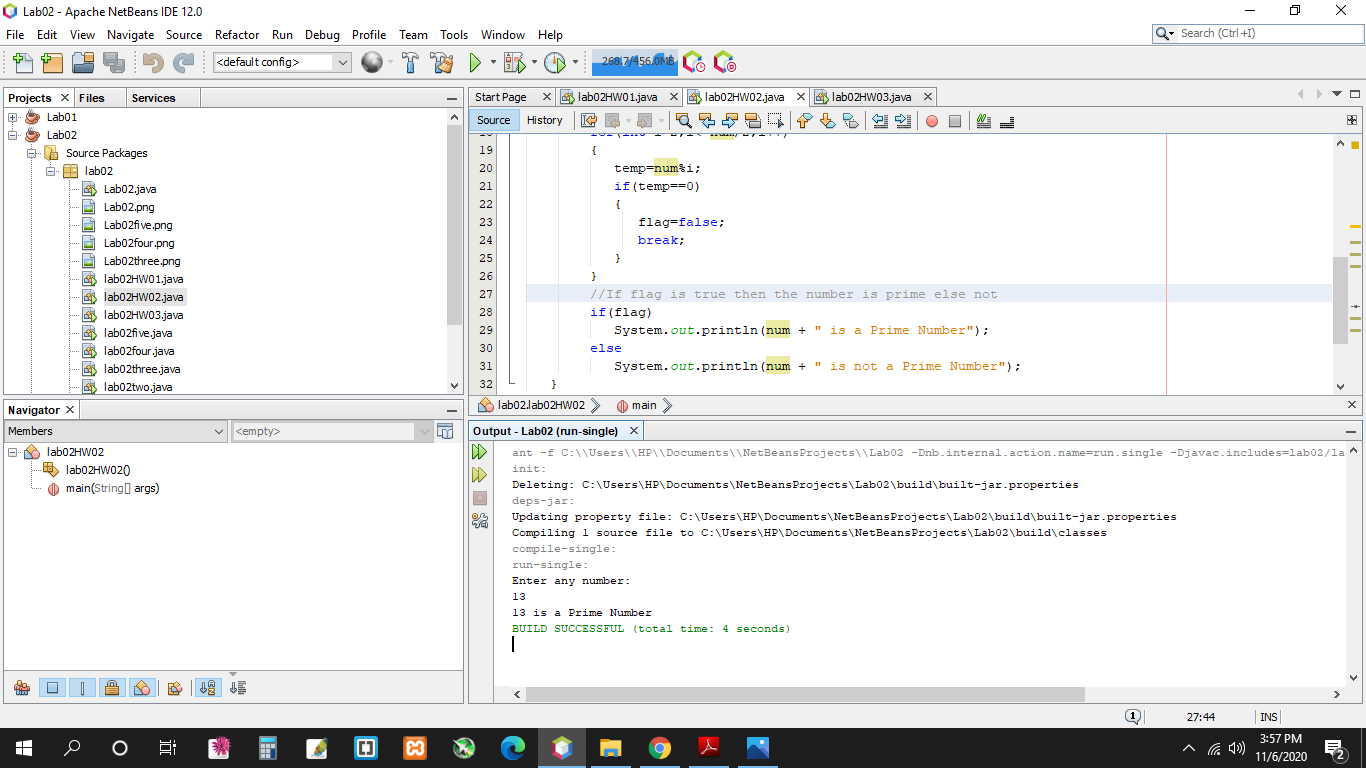 Lab02 - Apache NetBeans IDE 12.0
File Edit View Navigate Source Refactor Run Debug Profile Team Tools Window Help
Search (Ctrl+I)
<default config>
268.7/456.0MB
Projects Files Services
Lab01
Lab02
Source Packages
lab02
Lab02.java
Lab02.png
Lab02five.png
Lab02four.png
Lab02three.png
lab02HW01.java
lab02HW02.java
lab02HW03.java
lab02five.java
lab02four.java
lab02three.java
lab02two.java
Navigator
Members
<empty>
lab02HW02
lab02HW02()
main(String[] args)
Start Page lab02HW01.java lab02HW02.java lab02HW03.java
Source History
19 {
20 temp=num%i;
21 if(temp==0)
22 {
23 flag=false;
24 break;
25 }
26 }
27 //If flag is true then the number is prime else not
28 if(flag)
29 System.out.println(num + " is a Prime Number");
30 else
31 System.out.println(num + " is not a Prime Number");
32 }
lab02.lab02HW02 main
Output - Lab02 (run-single)
ant -f C:\\Users\\HP\\Documents\\NetBeansProjects\\Lab02 -Dnb.internal.action.name=run.single -Djavac.includes=lab02/la
init:
Deleting: C:\Users\HP\Documents\NetBeansProjects\Lab02\build\built-jar.properties
deps-jar:
Updating property file: C:\Users\HP\Documents\NetBeansProjects\Lab02\build\built-jar.properties
Compiling 1 source file to C:\Users\HP\Documents\NetBeansProjects\Lab02\build\classes
compile-single:
run-single:
Enter any number:
13
13 is a Prime Number
BUILD SUCCESSFUL (total time: 4 seconds)
1
27:44
INS
3:57 PM
11/6/2020
2